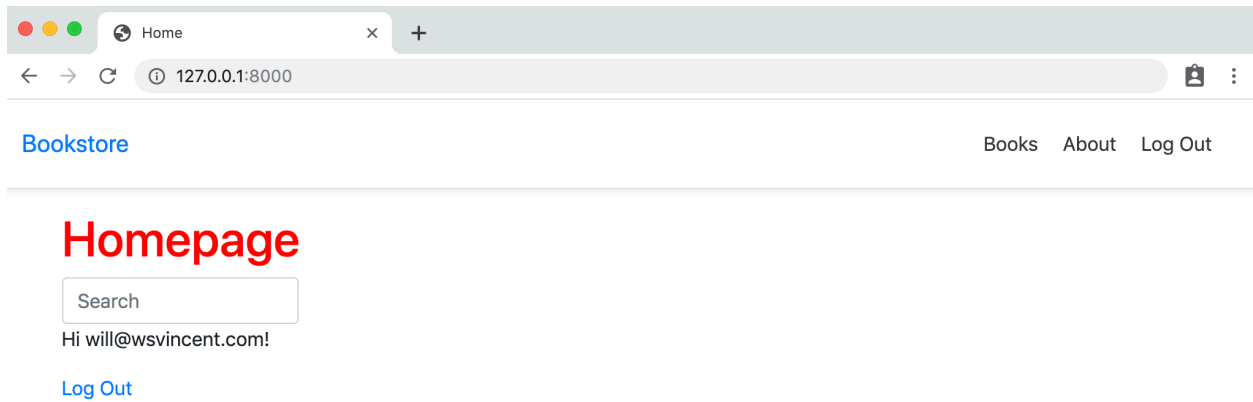 Home
127.0.0.1:8000
Bookstore Books About Log Out
Homepage
Search
Hi will@wsvincent.com!
Log Out